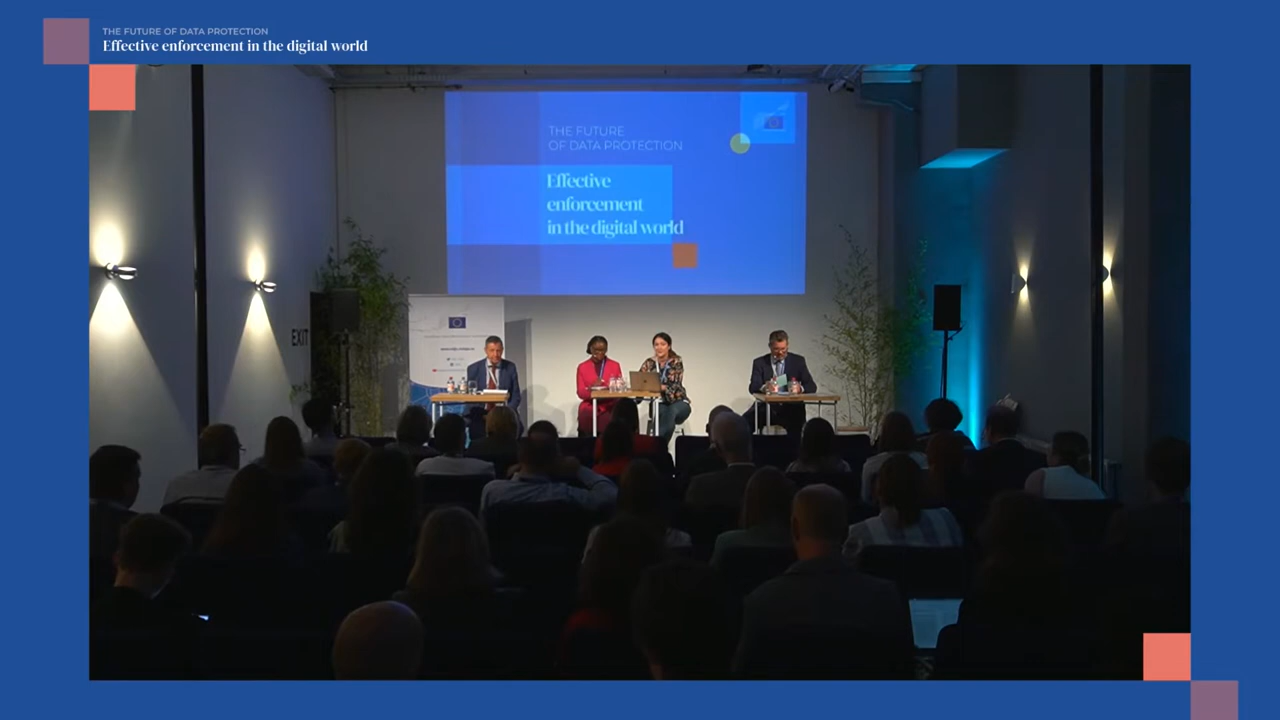 THE FUTURE OF DATA PROTECTION
Effective enforcement in the digital world
THE FUTURE
OF DATA PROTECTION
Effective
enforcement
in the digital world
EXIT